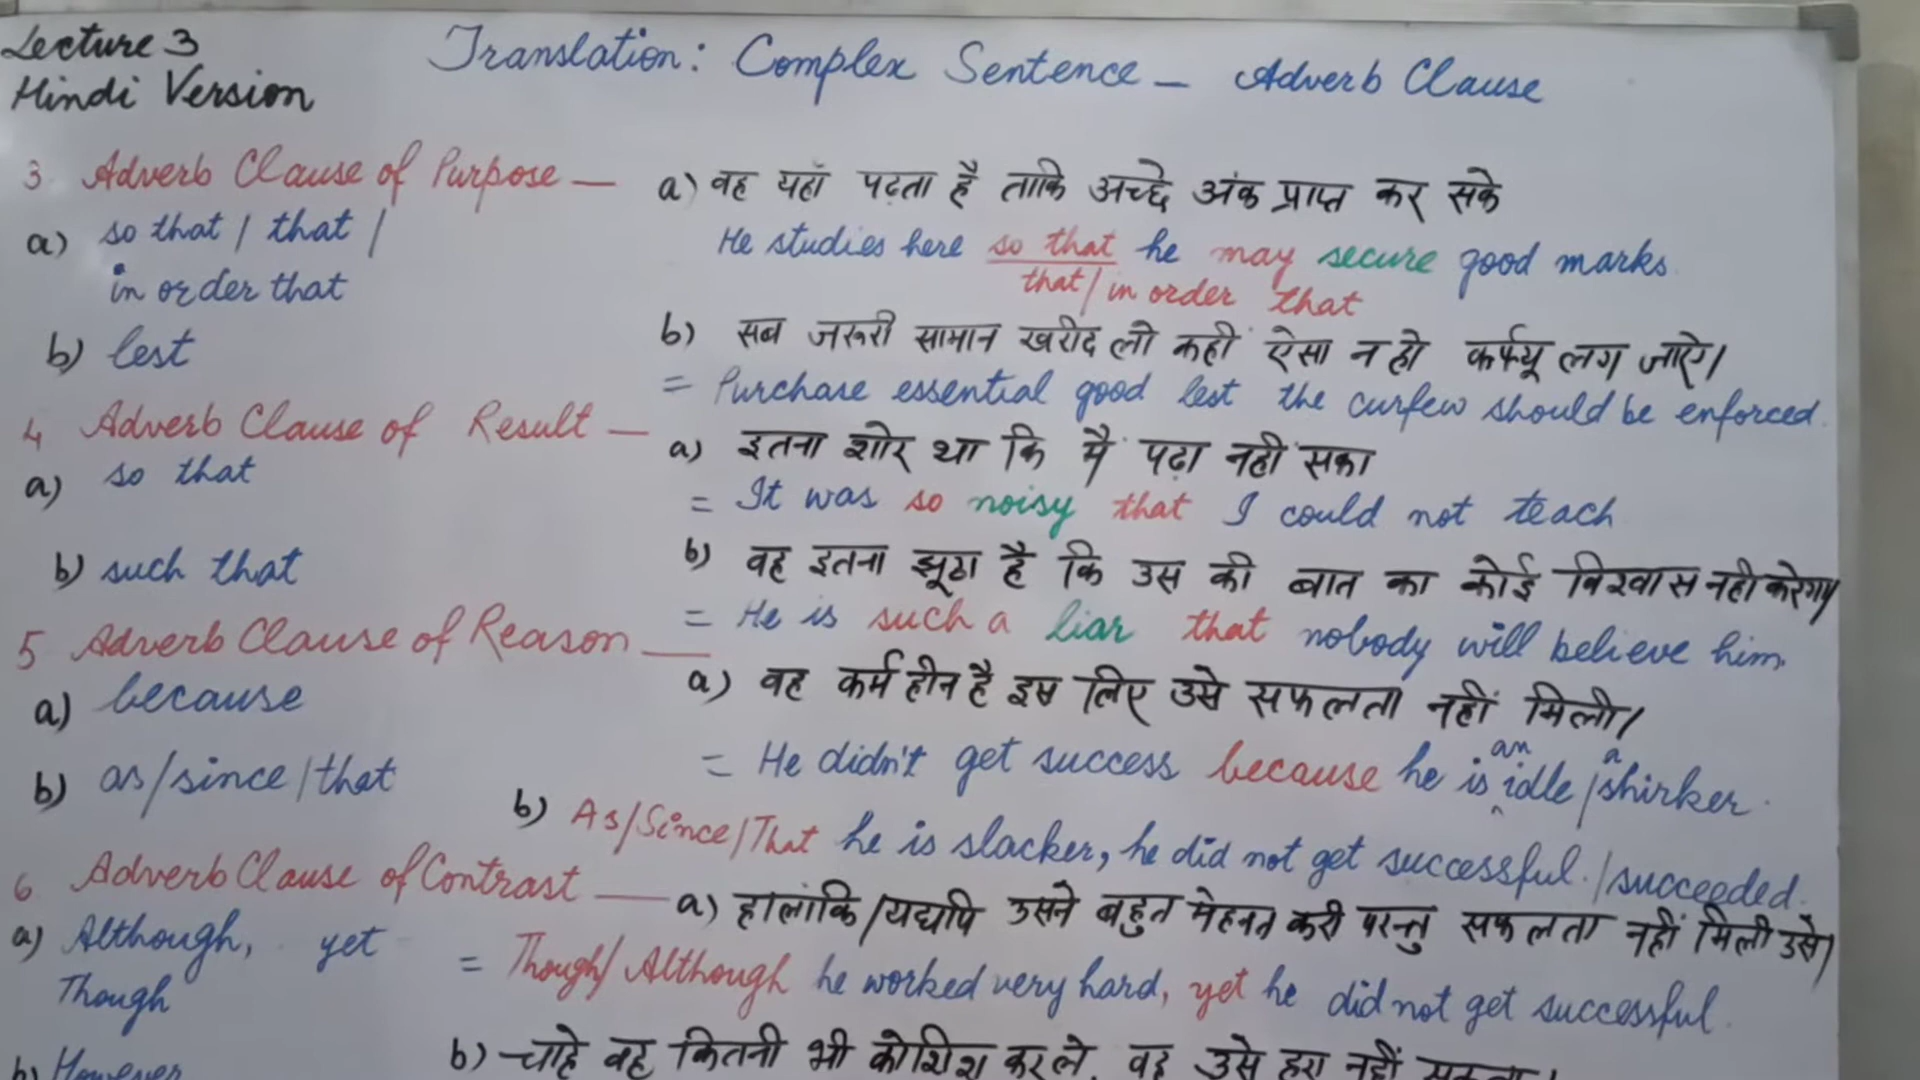 Lecture 3
Hindi Version
Translation: Complex Sentence – Adverb Clause
3 Adverb Clause of Purpose —
a) so that / that /
in order that
a) वह यहाँ पढ़ता है ताकि अच्छे अंक प्राप्त कर सके
He studies here so that he may secure good marks.
that / in order that
b) lest
b) सब जरूरी सामान खरीद लो कहीं ऐसा न हो कर्फ्यू लग जाऐ।
= Purchase essential good lest the curfew should be enforced.
4 Adverb Clause of Result —
a) so that
a) इतना शोर था कि मैं पढ़ा नहीं सका
= It was so noisy that I could not teach
b) such that
b) वह इतना झूठा है कि उस की बात का कोई विश्वास नही करेगा।
= He is such a liar that nobody will believe him.
5 Adverb Clause of Reason —
a) because
a) वह कर्म हीन है इस लिए उसे सफलता नहीं मिली।
= He didn't get success because he is an idle / a shirker.
b) as/since/that
b) As/Since/That he is slacker, he did not get successful. / succeeded.
6 Adverb Clause of Contrast —
a) Although, yet
Though
a) हालांकि/यद्यपि उसने बहुत मेहनत करी परन्तु सफलता नहीं मिली उसे।
= Though/Although he worked very hard, yet he did not get successful.
b) However
b) चाहे वह कितनी भी कोशिश कर ले, वह उसे हरा नहीं सकता।